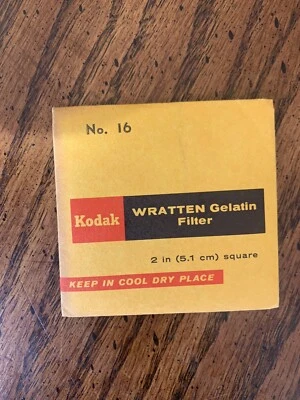 No. 16
Kodak
WRATTEN Gelatin
Filter
2 in (5.1 cm) square
KEEP IN COOL DRY PLACE